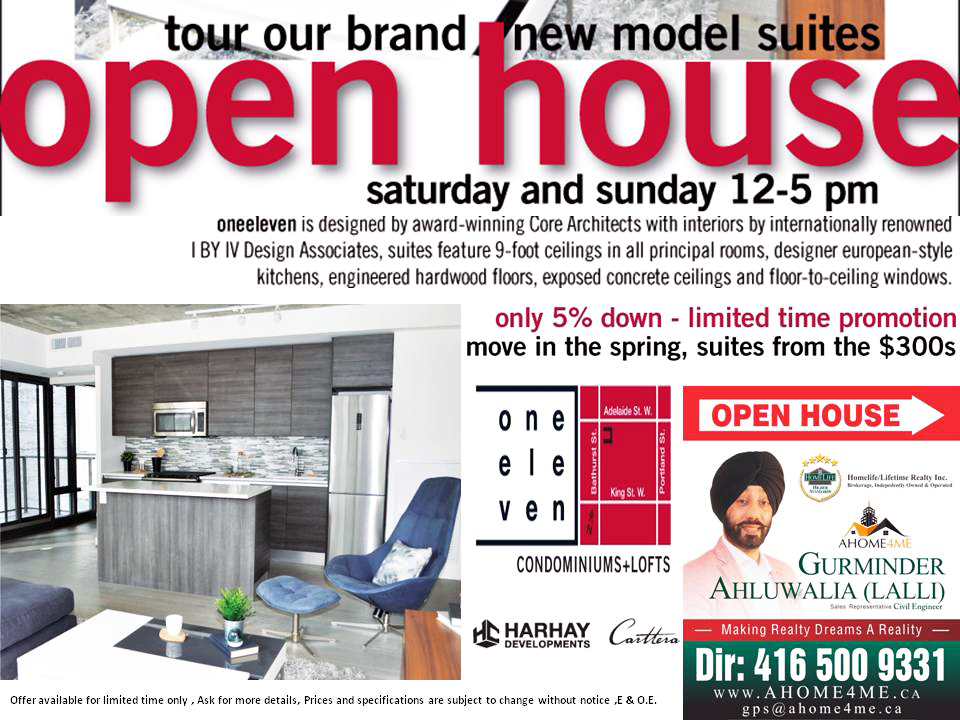 tour our brand new model suites
open house
saturday and sunday 12-5 pm
oneeleven is designed by award-winning Core Architects with interiors by internationally renowned
I BY IV Design Associates, suites feature 9-foot ceilings in all principal rooms, designer european-style
kitchens, engineered hardwood floors, exposed concrete ceilings and floor-to-ceiling windows.
only 5% down - limited time promotion
move in the spring, suites from the $300s
one
ele
ven
Adelaide St. W.
Bathurst St.
Portland St.
King St. W.
CONDOMINIUMS+LOFTS
HARHAY
DEVELOPMENTS
Carttera
OPEN HOUSE
HOMELIFE
HIGHER
STANDARDS
Homelife/Lifetime Realty Inc.
Brokerage, Independently Owned & Operated
AHOME4ME
GURMINDER
AHLUWALIA (LALLI)
Sales Representative Civil Engineer
Making Realty Dreams A Reality
Dir: 416 500 9331
WWW.AHOME4ME.CA
gps@ahome4me.ca
Offer available for limited time only , Ask for more details, Prices and specifications are subject to change without notice ,E & O.E.